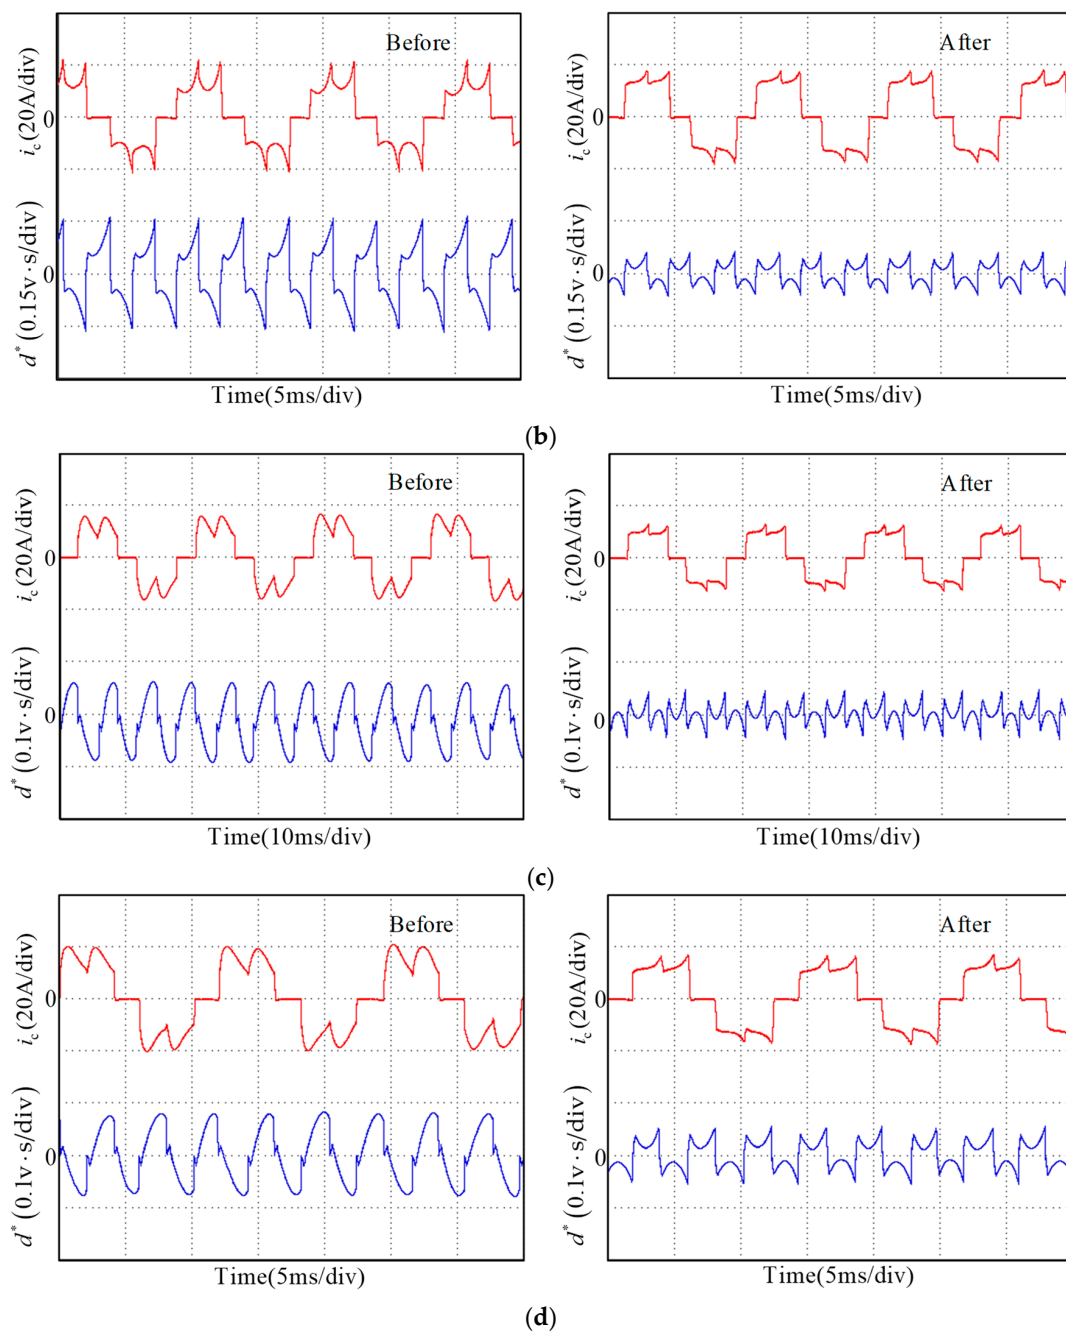 Before
i_c (20A/div)
0
d* (0.15v·s/div)
0
Time(5ms/div)
After
i_c (20A/div)
0
d* (0.15v·s/div)
0
Time(5ms/div)
(b)
Before
i_c (20A/div)
0
d* (0.1v·s/div)
0
Time(10ms/div)
After
i_c (20A/div)
0
d* (0.1v·s/div)
0
Time(10ms/div)
(c)
Before
i_c (20A/div)
0
d* (0.1v·s/div)
0
Time(5ms/div)
After
i_c (20A/div)
0
d* (0.1v·s/div)
0
Time(5ms/div)
(d)